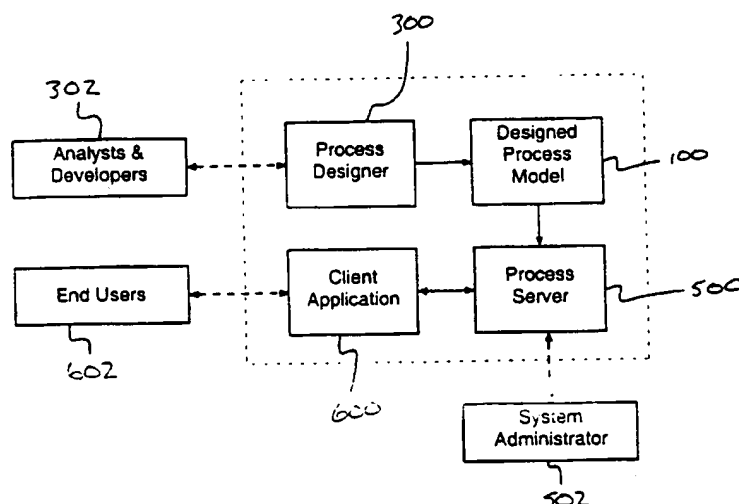 300
302
Analysts &
Developers
Process
Designer
Designed
Process
Model
100
End Users
Client
Application
Process
Server
500
602
600
System
Administrator
502